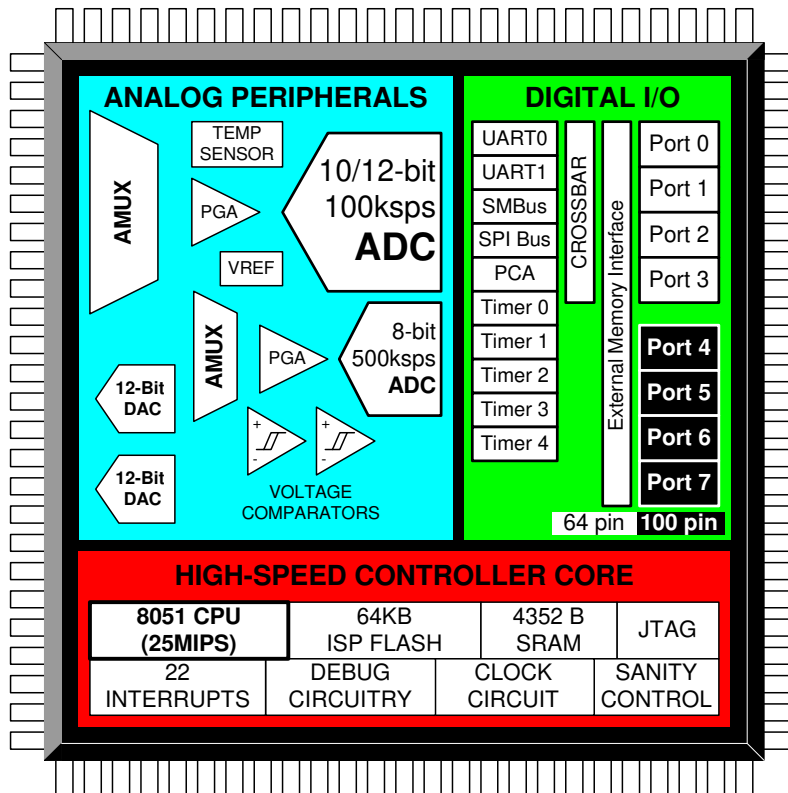 ANALOG PERIPHERALS
AMUX
TEMP
SENSOR
PGA
VREF
10/12-bit
100ksps
ADC
AMUX
PGA
8-bit
500ksps
ADC
12-Bit
DAC
12-Bit
DAC
+
-
+
-
VOLTAGE
COMPARATORS
DIGITAL I/O
UART0
UART1
SMBus
SPI Bus
PCA
Timer 0
Timer 1
Timer 2
Timer 3
Timer 4
CROSSBAR
External Memory Interface
Port 0
Port 1
Port 2
Port 3
Port 4
Port 5
Port 6
Port 7
64 pin 100 pin
HIGH-SPEED CONTROLLER CORE
8051 CPU
(25MIPS)
64KB
ISP FLASH
4352 B
SRAM
JTAG
22
INTERRUPTS
DEBUG
CIRCUITRY
CLOCK
CIRCUIT
SANITY
CONTROL